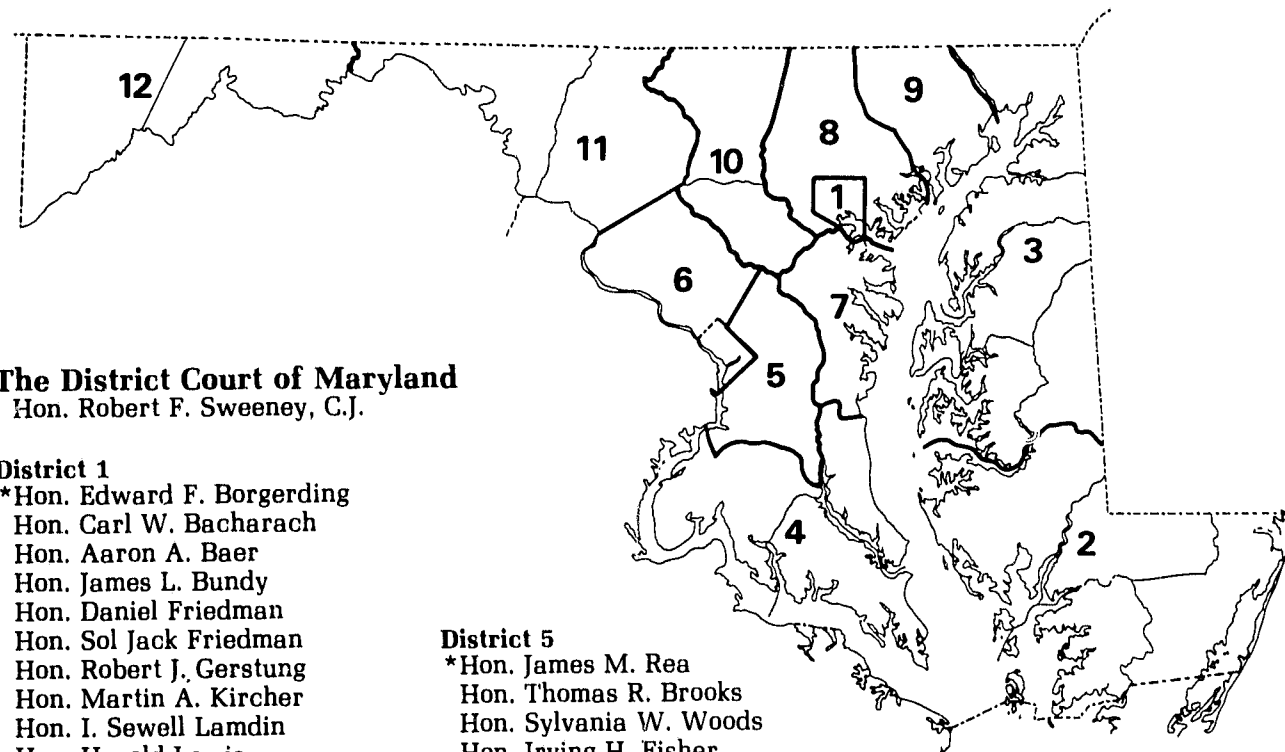 12
11
10
8
9
1
3
6
7
5
4
2
The District Court of Maryland
Hon. Robert F. Sweeney, C.J.
District 1
*Hon. Edward F. Borgerding
Hon. Carl W. Bacharach
Hon. Aaron A. Baer
Hon. James L. Bundy
Hon. Daniel Friedman
Hon. Sol Jack Friedman
Hon. Robert J. Gerstung
Hon. Martin A. Kircher
Hon. I. Sewell Lamdin
District 5
*Hon. James M. Rea
Hon. Thomas R. Brooks
Hon. Sylvania W. Woods
Hon. Irving H. Fisher